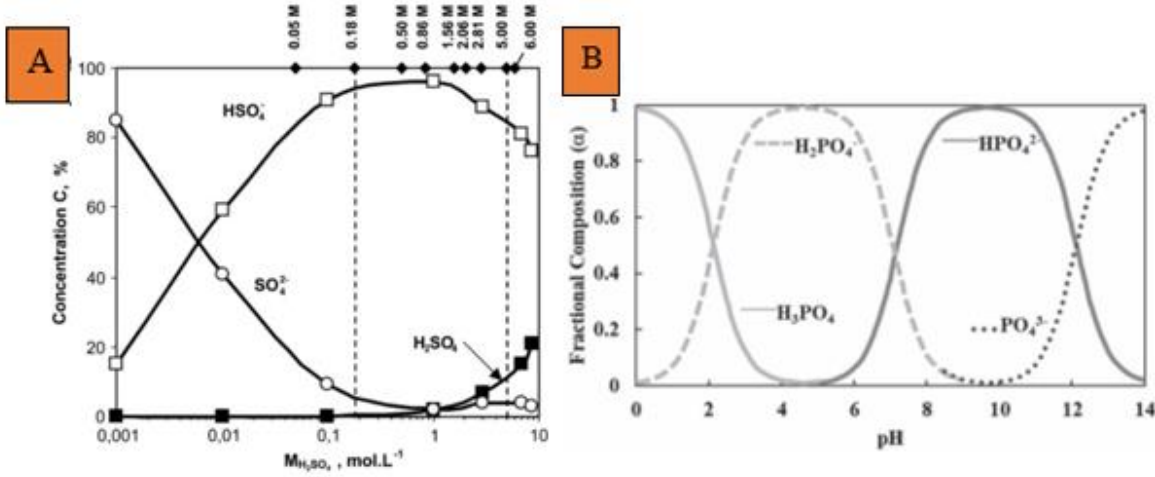 A
0.05 M
0.18 M
0.50 M
0.86 M
1.56 M
2.06 M
2.81 M
5.00 M
6.00 M
Concentration C, %
100
80
60
40
20
0
HSO₄⁻
SO₄²⁻
H₂SO₄
0,001
0,01
0,1
1
10
M_H₂SO₄ , mol.L⁻¹
B
Fractional Composition (α)
1
0.8
0.6
0.4
0.2
0
H₂PO₄⁻
HPO₄²⁻
H₃PO₄
PO₄³⁻
0
2
4
6
8
10
12
14
pH